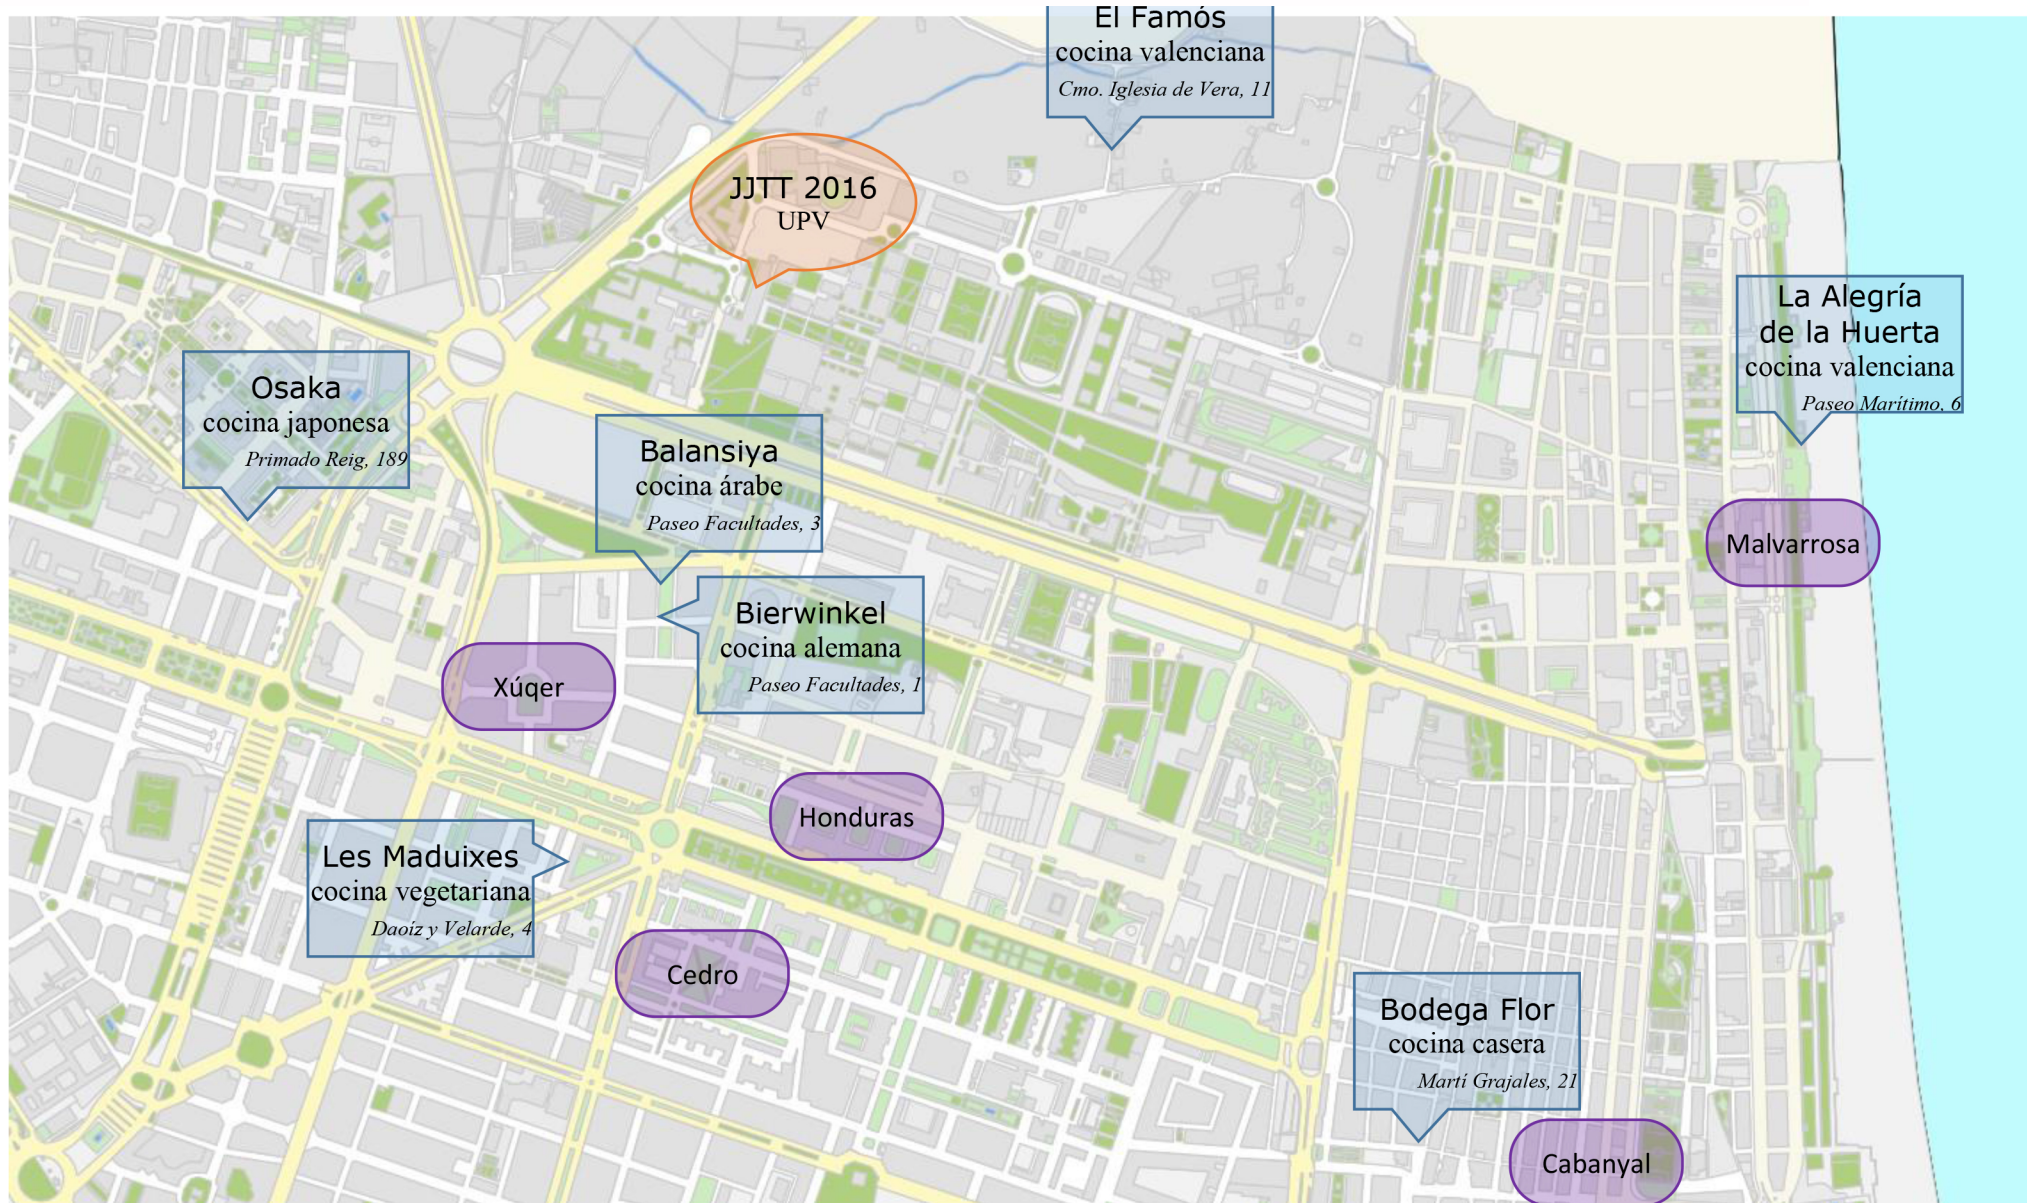 El Famós
cocina valenciana
Cmo. Iglesia de Vera, 11
JJTT 2016
UPV
La Alegría
de la Huerta
cocina valenciana
Paseo Marítimo, 6
Osaka
cocina japonesa
Primado Reig, 189
Balansiya
cocina árabe
Paseo Facultades, 3
Malvarrosa
Bierwinkel
cocina alemana
Paseo Facultades, 1
Xúqer
Honduras
Les Maduixes
cocina vegetariana
Daoíz y Velarde, 4
Cedro
Bodega Flor
cocina casera
Martí Grajales, 21
Cabanyal